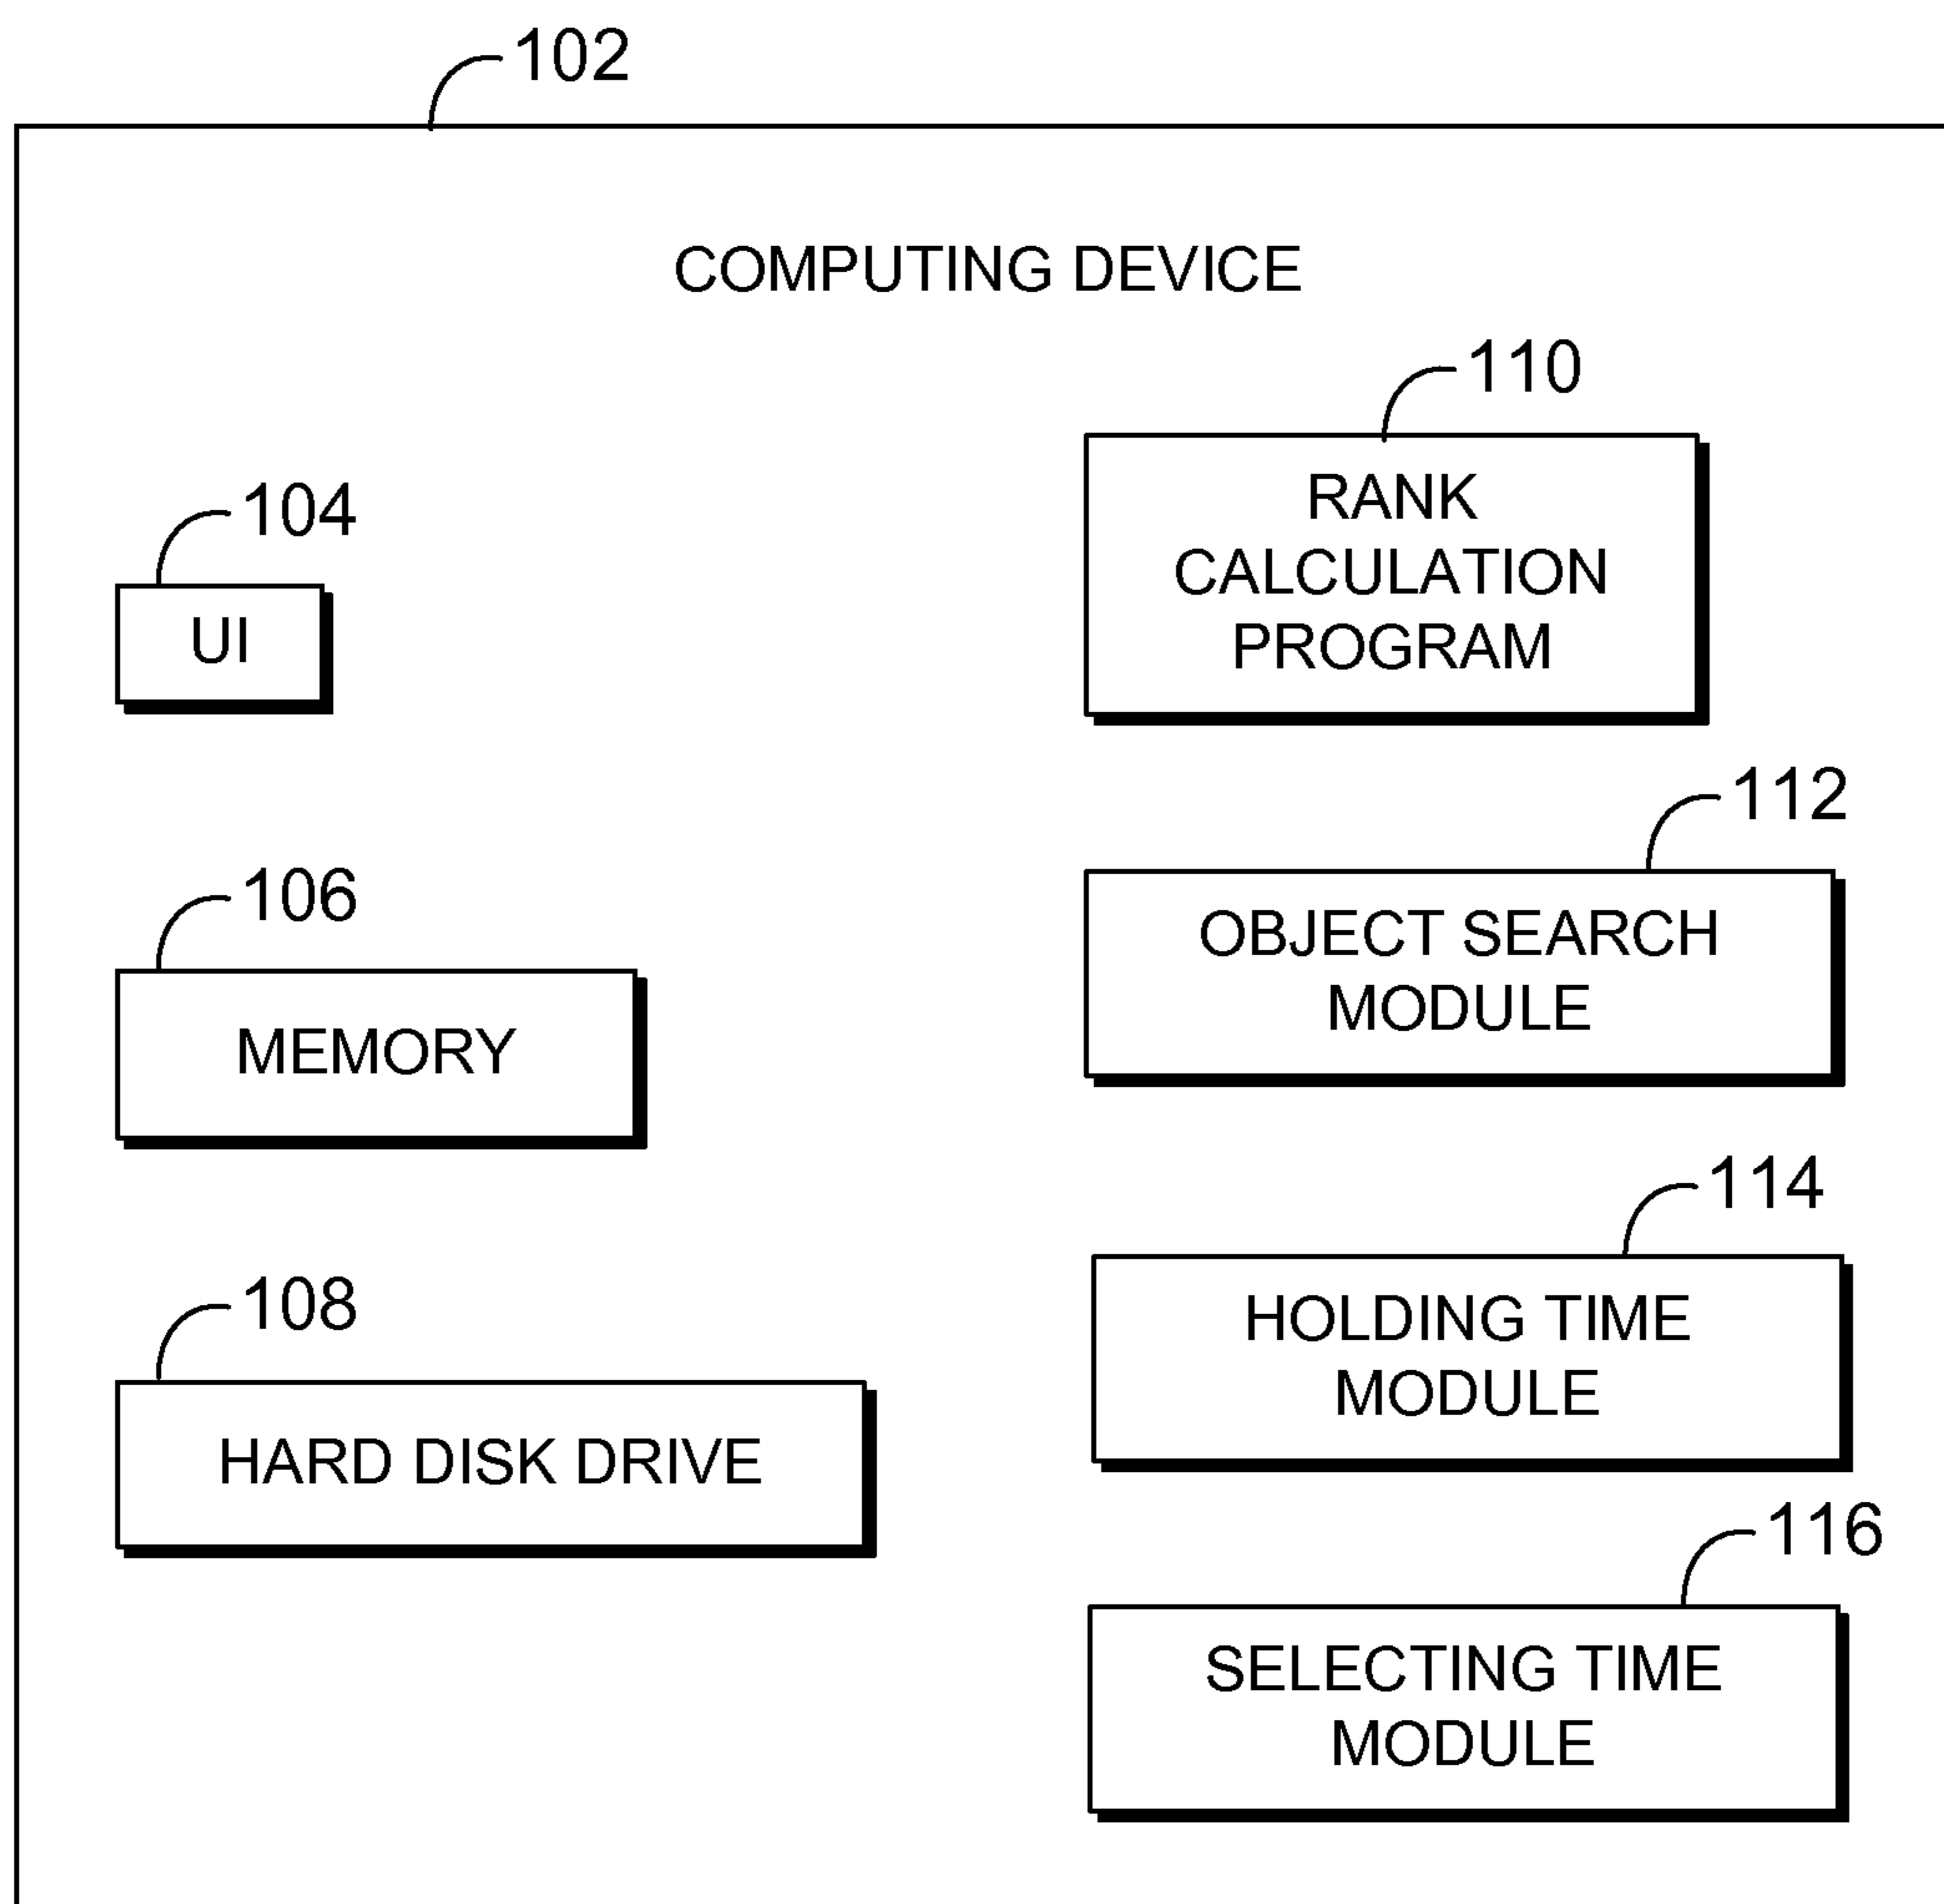 102
COMPUTING DEVICE
104
UI
106
MEMORY
108
HARD DISK DRIVE
110
RANK
CALCULATION
PROGRAM
112
OBJECT SEARCH
MODULE
114
HOLDING TIME
MODULE
116
SELECTING TIME
MODULE